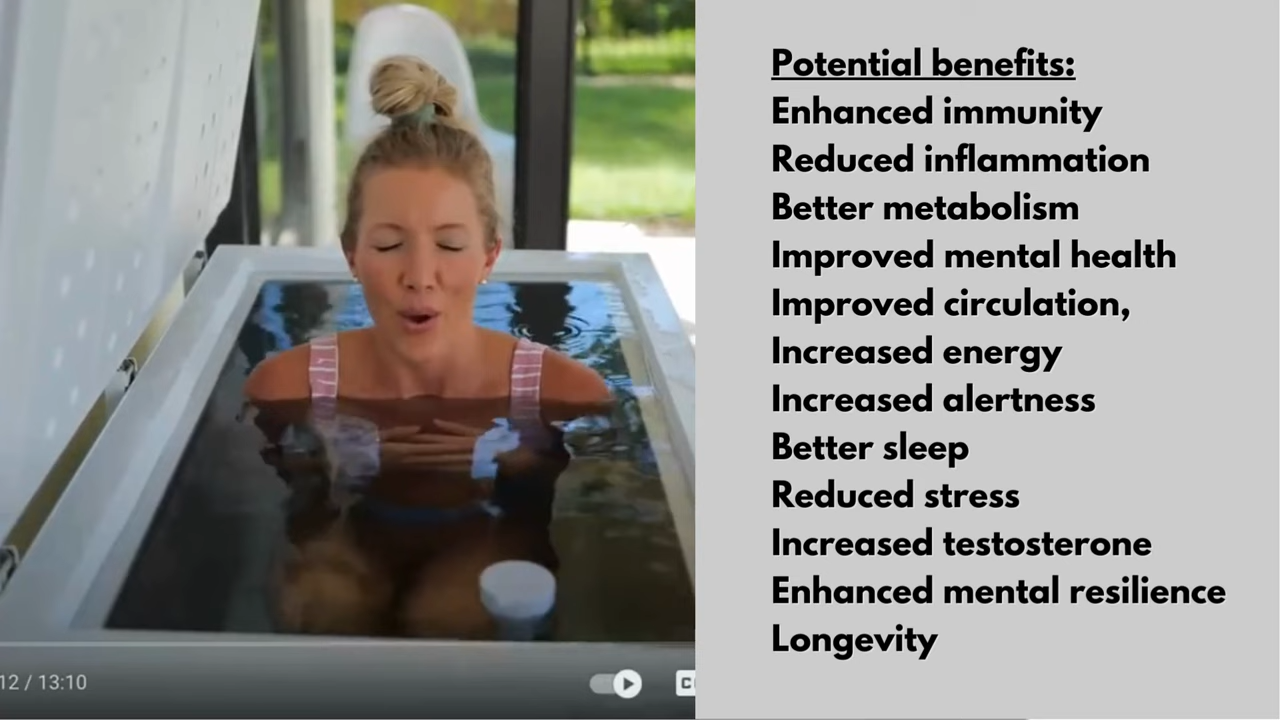 12 / 13:10
Potential benefits:
Enhanced immunity
Reduced inflammation
Better metabolism
Improved mental health
Improved circulation,
Increased energy
Increased alertness
Better sleep
Reduced stress
Increased testosterone
Enhanced mental resilience
Longevity